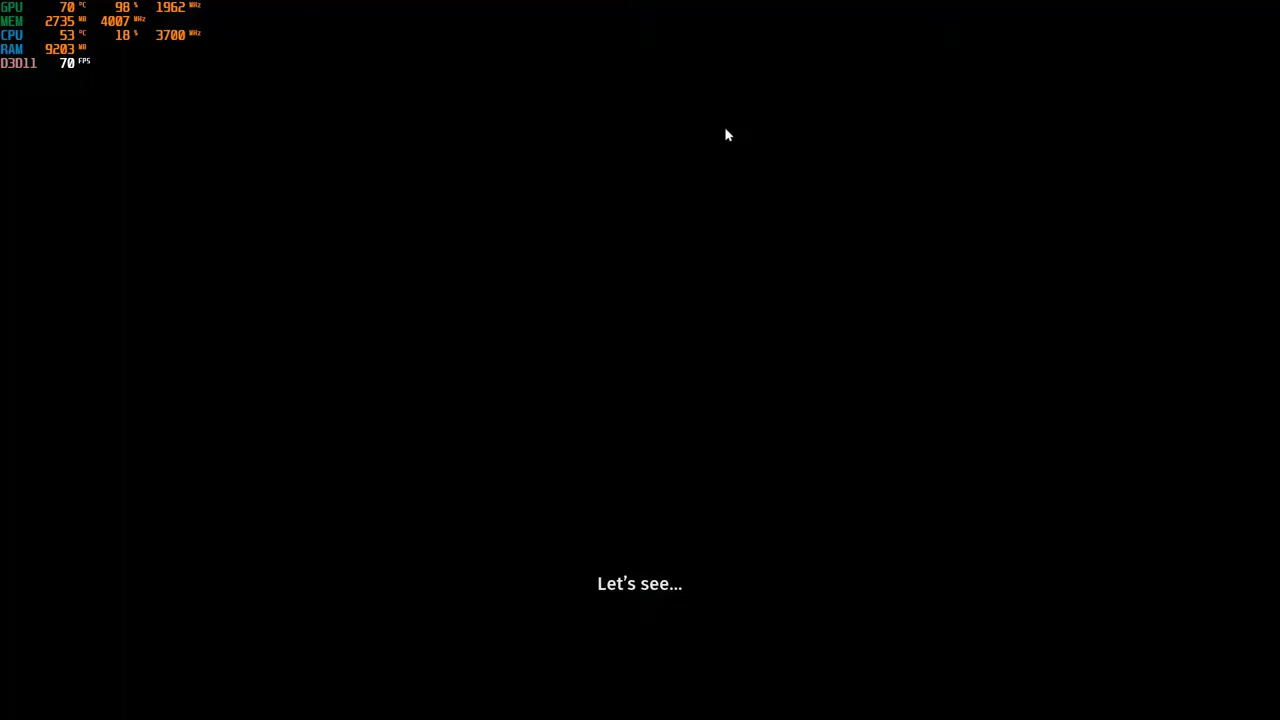 GPU 70 °C 98 % 1962 MHz
MEM 2735 MB 4007 MHz
CPU 53 °C 18 % 3700 MHz
RAM 9203 MB
D3D11 70 FPS
Let's see...